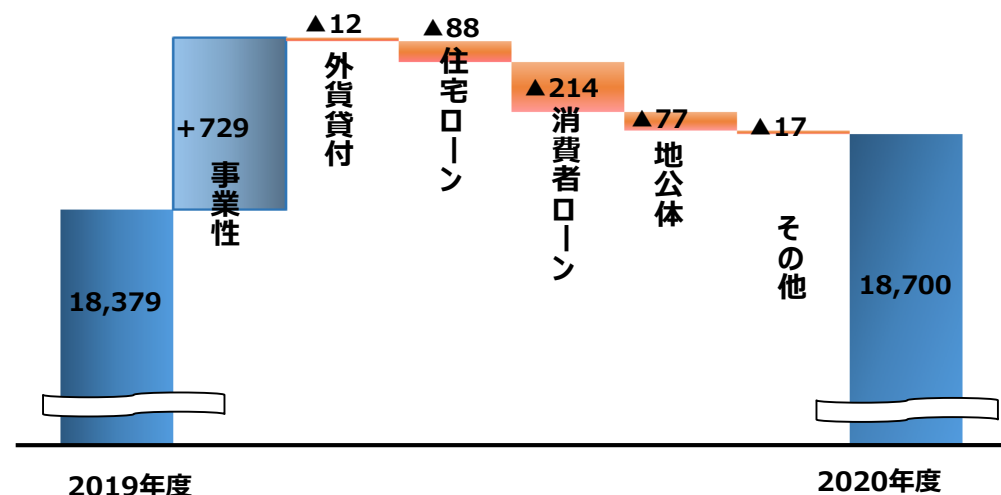 ▲12
▲88
▲214
▲77
▲17
+729
事業性
外貨貸付
住宅ローン
消費者ローン
地公体
その他
18,379
18,700
2019年度
2020年度